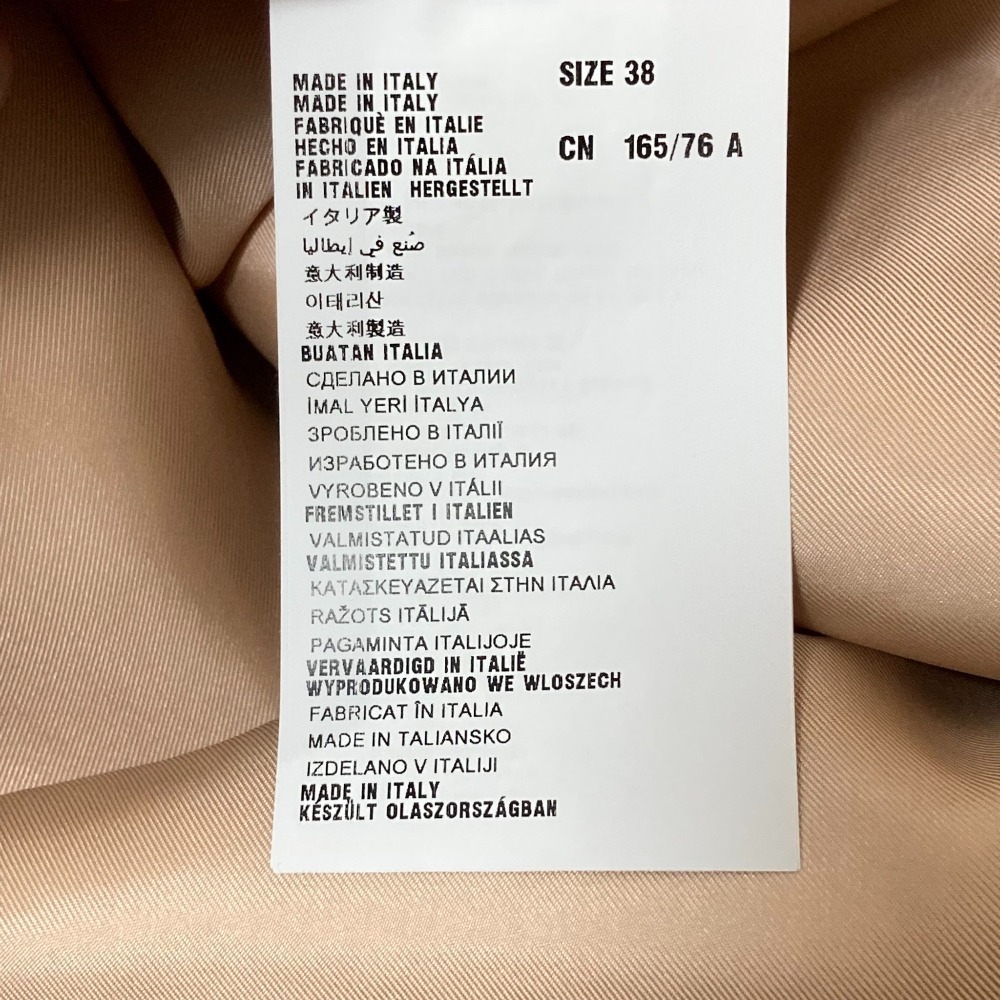 MADE IN ITALY
MADE IN ITALY
FABRIQUÈ EN ITALIE
HECHO EN ITALIA
FABRICADO NA ITÁLIA
IN ITALIEN HERGESTELLT
イタリア製
صُنع في إيطاليا
意大利制造
이태리산
意大利製造
BUATAN ITALIA
СДЕЛАНО В ИТАЛИИ
İMAL YERİ İTALYA
ЗРОБЛЕНО В ІТАЛІЇ
ИЗРАБОТЕНО В ИТАЛИЯ
VYROBENO V ITÁLII
FREMSTILLET I ITALIEN
VALMISTATUD ITAALIAS
VALMISTETTU ITALIASSA
ΚΑΤΑΣΚΕΥΑΖΕΤΑΙ ΣΤΗΝ ΙΤΑΛΙΑ
RAŽOTS ITĀLIJĀ
PAGAMINTA ITALIJOJE
VERVAARDIGD IN ITALIË
WYPRODUKOWANO WE WLOSZECH
FABRICAT ÎN ITALIA
MADE IN TALIANSKO
IZDELANO V ITALIJI
MADE IN ITALY
KÉSZÜLT OLASZORSZÁGBAN
SIZE 38
CN 165/76 A